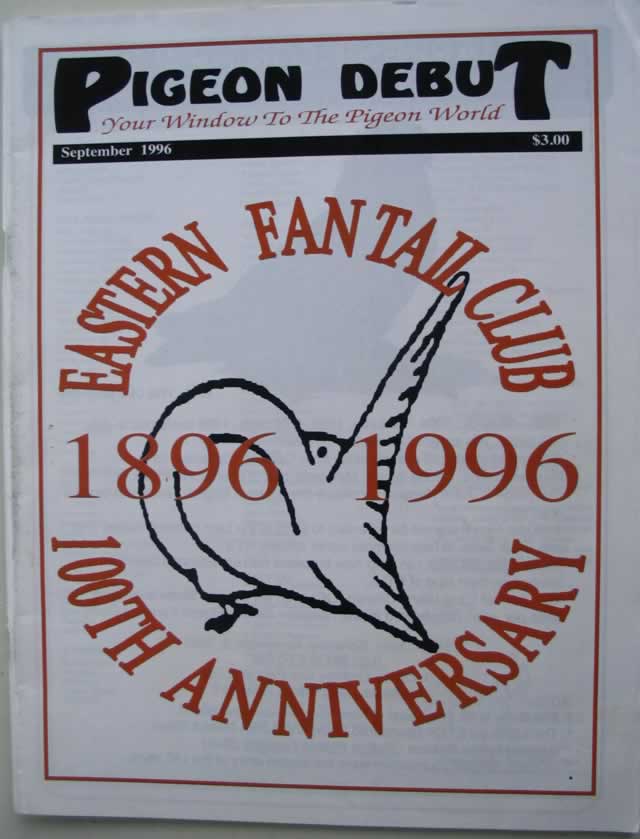 PIGEON DEBUT
Your Window To The Pigeon World
September 1996 $3.00
EASTERN FANTAIL CLUB
1896 1996
100TH ANNIVERSARY